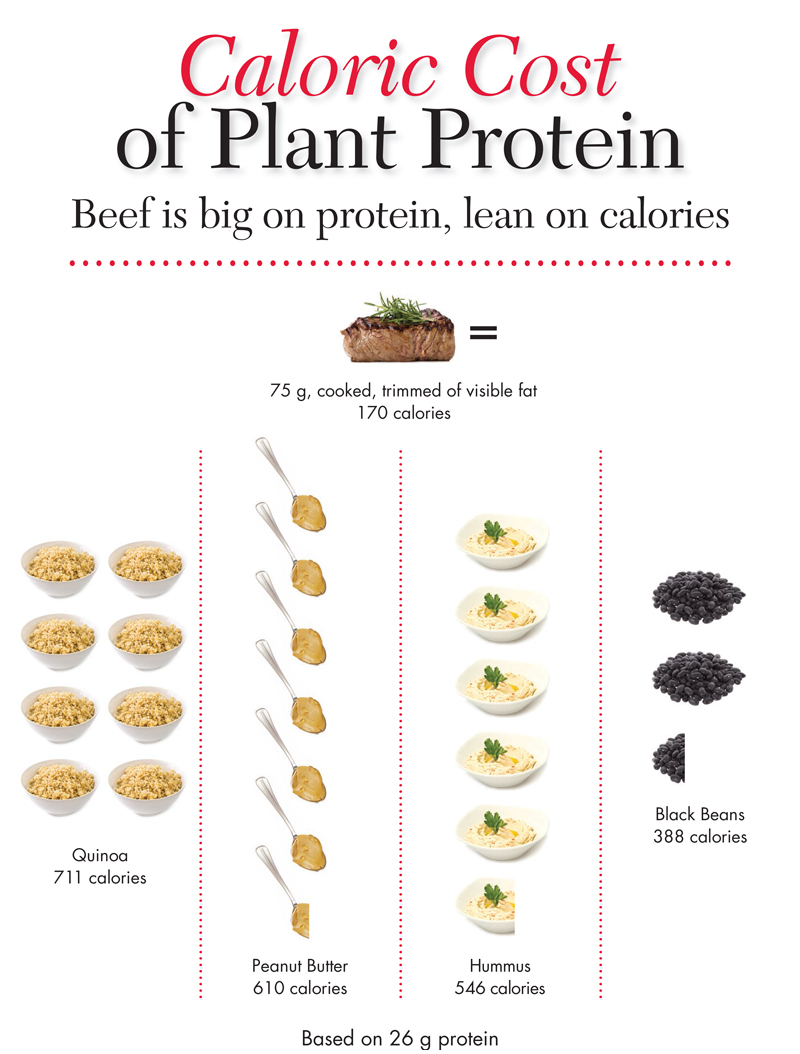 Caloric Cost
of Plant Protein
Beef is big on protein, lean on calories
=
75 g, cooked, trimmed of visible fat
170 calories
Quinoa
711 calories
Peanut Butter
610 calories
Hummus
546 calories
Black Beans
388 calories
Based on 26 g protein